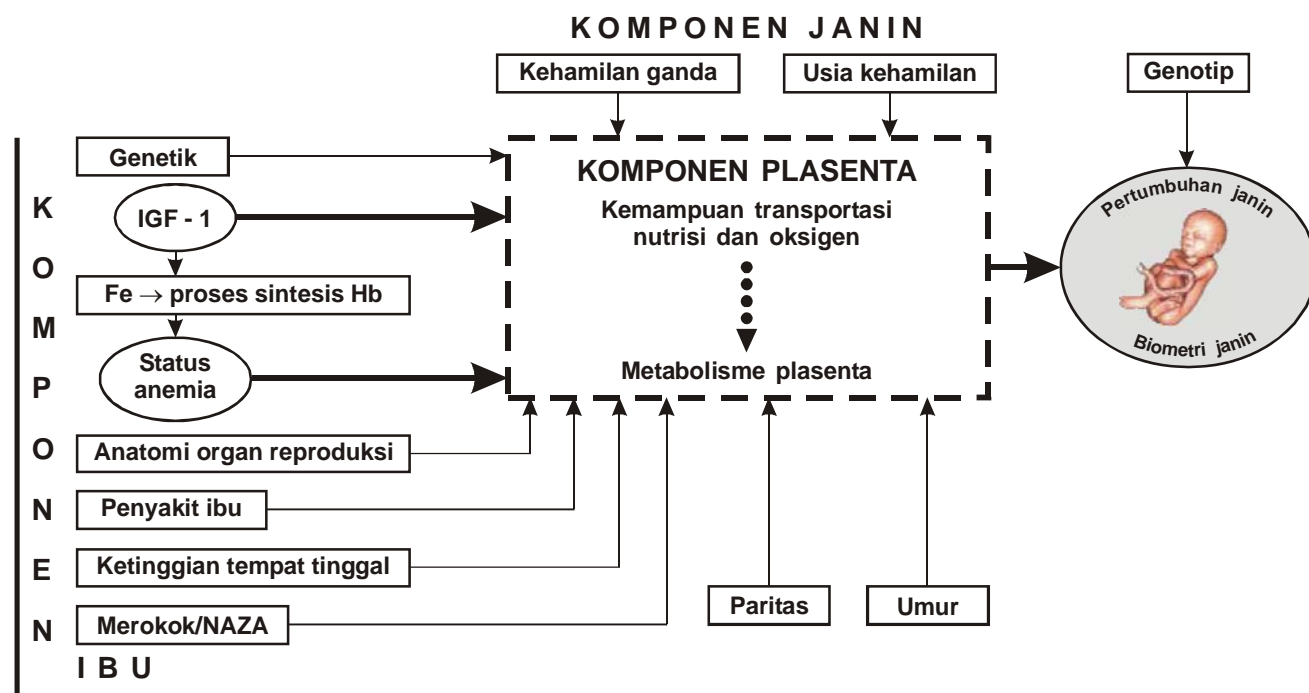 KOMPONEN JANIN
Kehamilan ganda
Usia kehamilan
Genotip
KOMPONEN
IBU
Genetik
IGF - 1
Fe → proses sintesis Hb
Status
anemia
Anatomi organ reproduksi
Penyakit ibu
Ketinggian tempat tinggal
Merokok/NAZA
KOMPONEN PLASENTA
Kemampuan transportasi
nutrisi dan oksigen
Metabolisme plasenta
Paritas
Umur
Pertumbuhan janin
Biometri janin